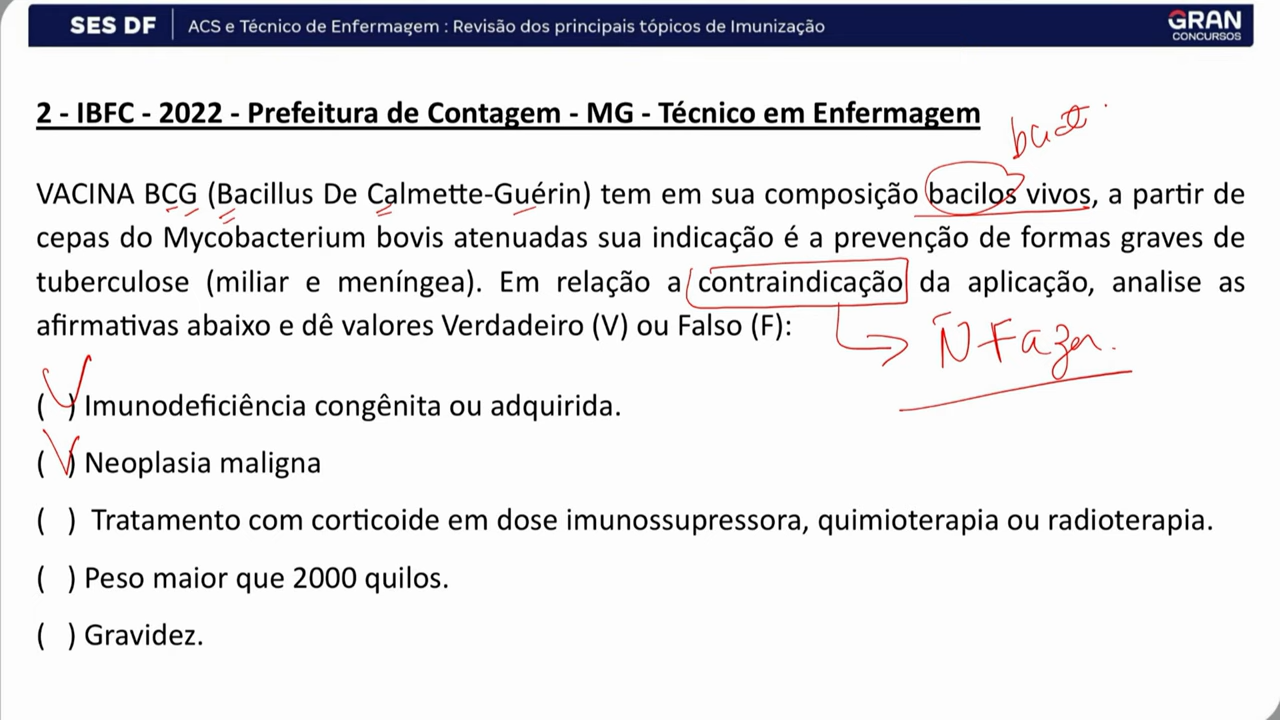 SES DF | ACS e Técnico de Enfermagem : Revisão dos principais tópicos de Imunização
GRAN
CONCURSOS
2 - IBFC - 2022 - Prefeitura de Contagem - MG - Técnico em Enfermagem
bact.
VACINA BCG (Bacillus De Calmette-Guérin) tem em sua composição bacilos vivos, a partir de
cepas do Mycobacterium bovis atenuadas sua indicação é a prevenção de formas graves de
tuberculose (miliar e meníngea). Em relação a contraindicação da aplicação, analise as
afirmativas abaixo e dê valores Verdadeiro (V) ou Falso (F):
Ñ Fazer.
(V) Imunodeficiência congênita ou adquirida.
(V) Neoplasia maligna
( ) Tratamento com corticoide em dose imunossupressora, quimioterapia ou radioterapia.
( ) Peso maior que 2000 quilos.
( ) Gravidez.